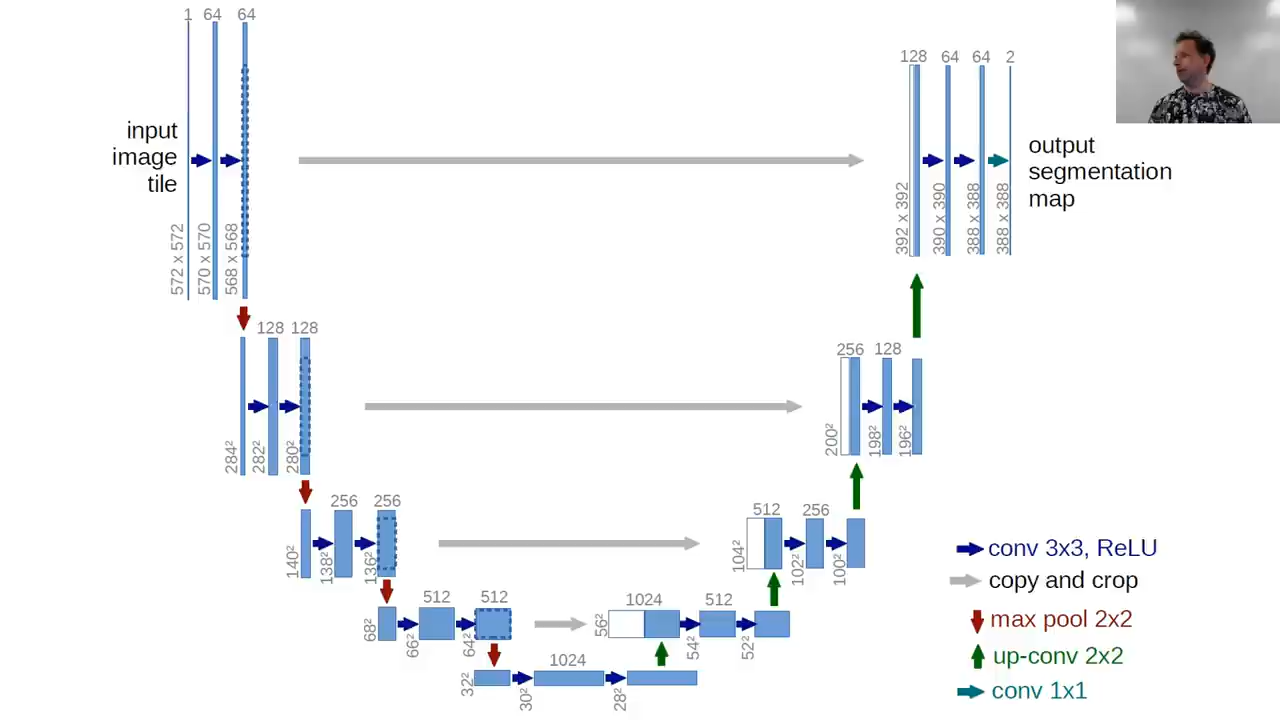 1 64 64
128 64 64 2
input
image
tile
output
segmentation
map
572 x 572
570 x 570
568 x 568
392 x 392
390 x 390
388 x 388
388 x 388
128 128
256 128
284²
282²
280²
200²
198²
196²
256 256
512 256
140²
138²
136²
104²
102²
100²
512 512
1024 512
68²
66²
64²
56²
54²
52²
1024
32²
30²
28²
conv 3x3, ReLU
copy and crop
max pool 2x2
up-conv 2x2
conv 1x1